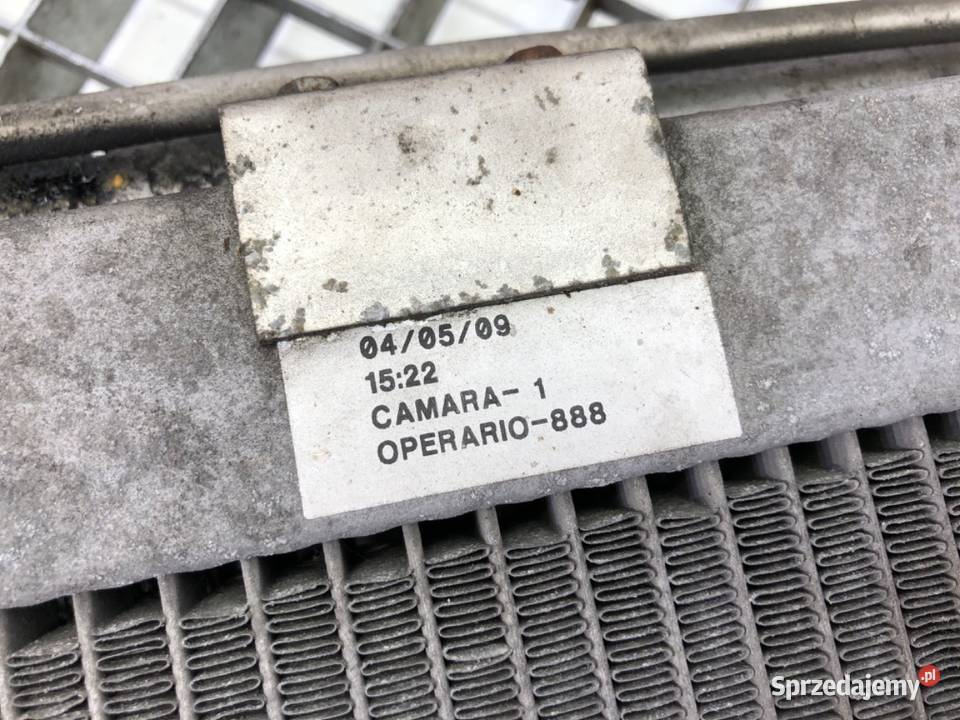 04/05/09
15:22
CAMARA- 1
OPERARIO-888
Sprzedajemy.pl